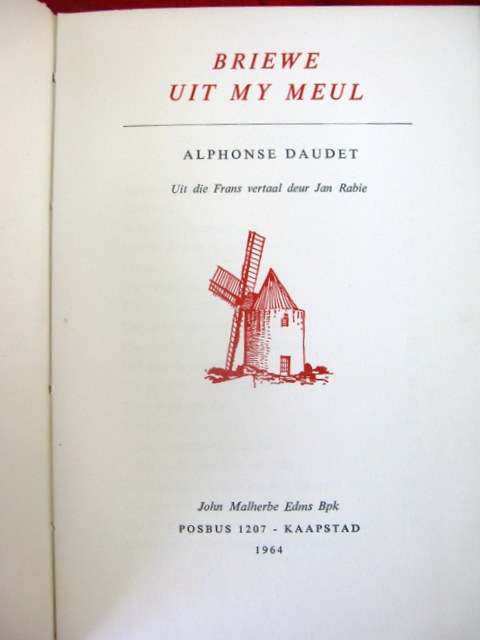 BRIEWE
UIT MY MEUL
ALPHONSE DAUDET
Uit die Frans vertaal deur Jan Rabie
John Malherbe Edms Bpk
POSBUS 1207 - KAAPSTAD
1964